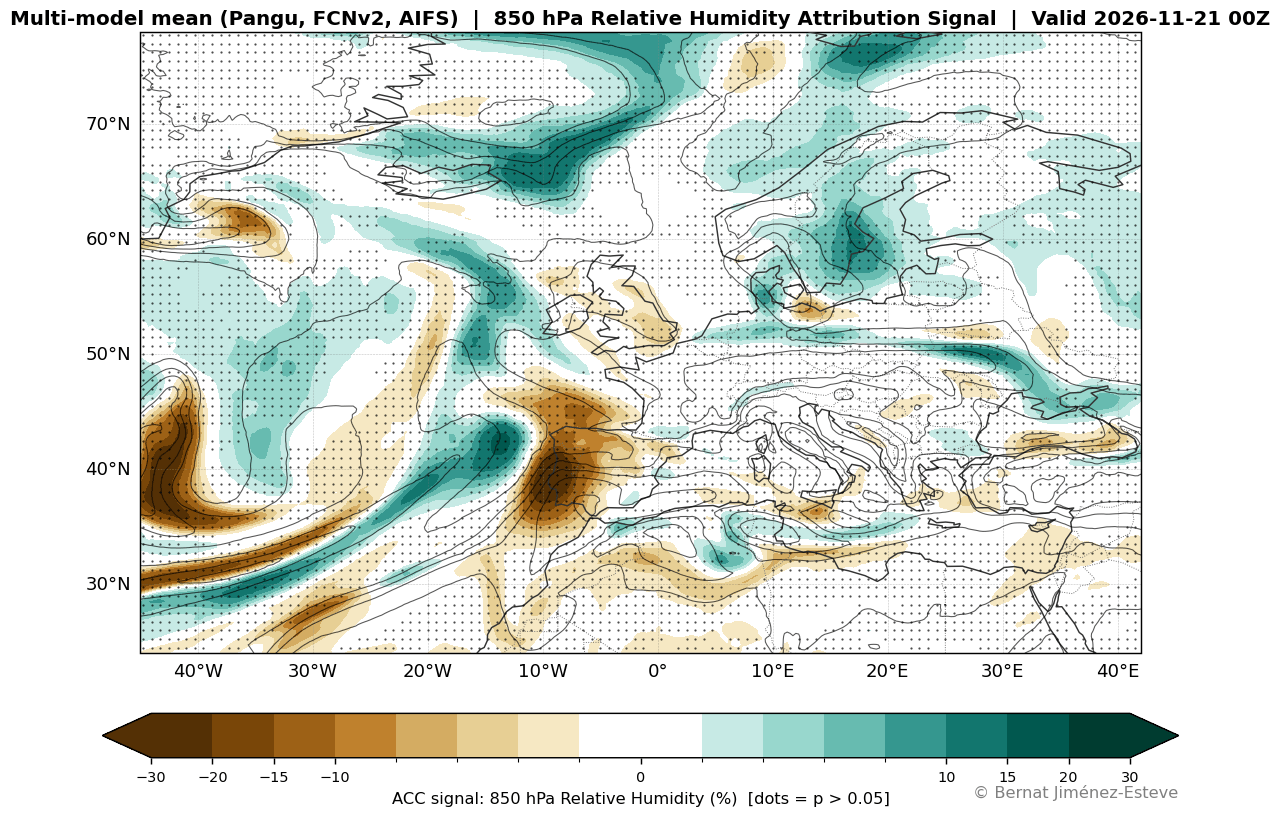 Multi-model mean (Pangu, FCNv2, AIFS)  |  850 hPa Relative Humidity Attribution Signal  |  Valid 2026-11-21 00Z
70°N
60°N
50°N
40°N
30°N
40°W 30°W 20°W 10°W 0° 10°E 20°E 30°E 40°E
−30 −20 −15 −10 0 10 15 20 30
ACC signal: 850 hPa Relative Humidity (%)  [dots = p > 0.05]
© Bernat Jiménez-Esteve